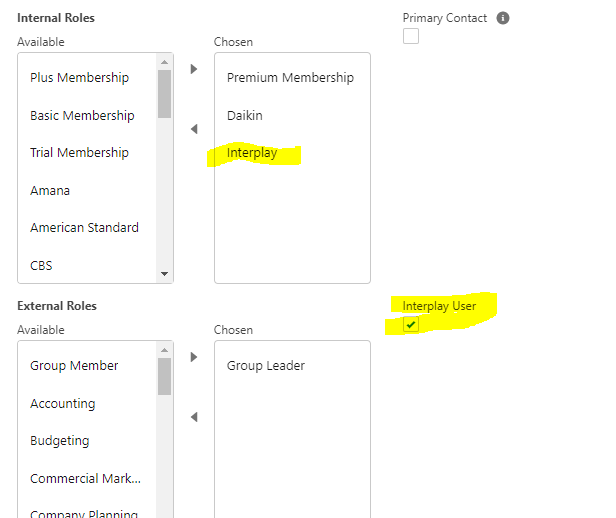 Internal Roles
Available
Plus Membership
Basic Membership
Trial Membership
Amana
American Standard
CBS
Chosen
Premium Membership
Daikin
Interplay
Primary Contact
External Roles
Available
Group Member
Accounting
Budgeting
Commercial Mark...
Company Planning
Chosen
Group Leader
Interplay User